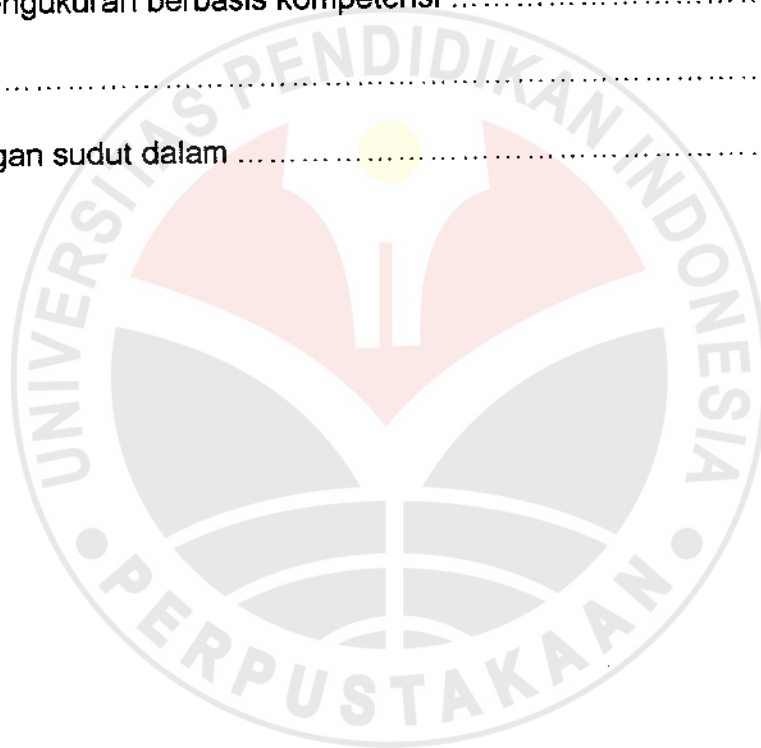 engukuran berbasis kompetensi ………………………
………………………………………………………
gan sudut dalam ………………………………………
UNIVERSITAS PENDIDIKAN INDONESIA
PERPUSTAKAAN